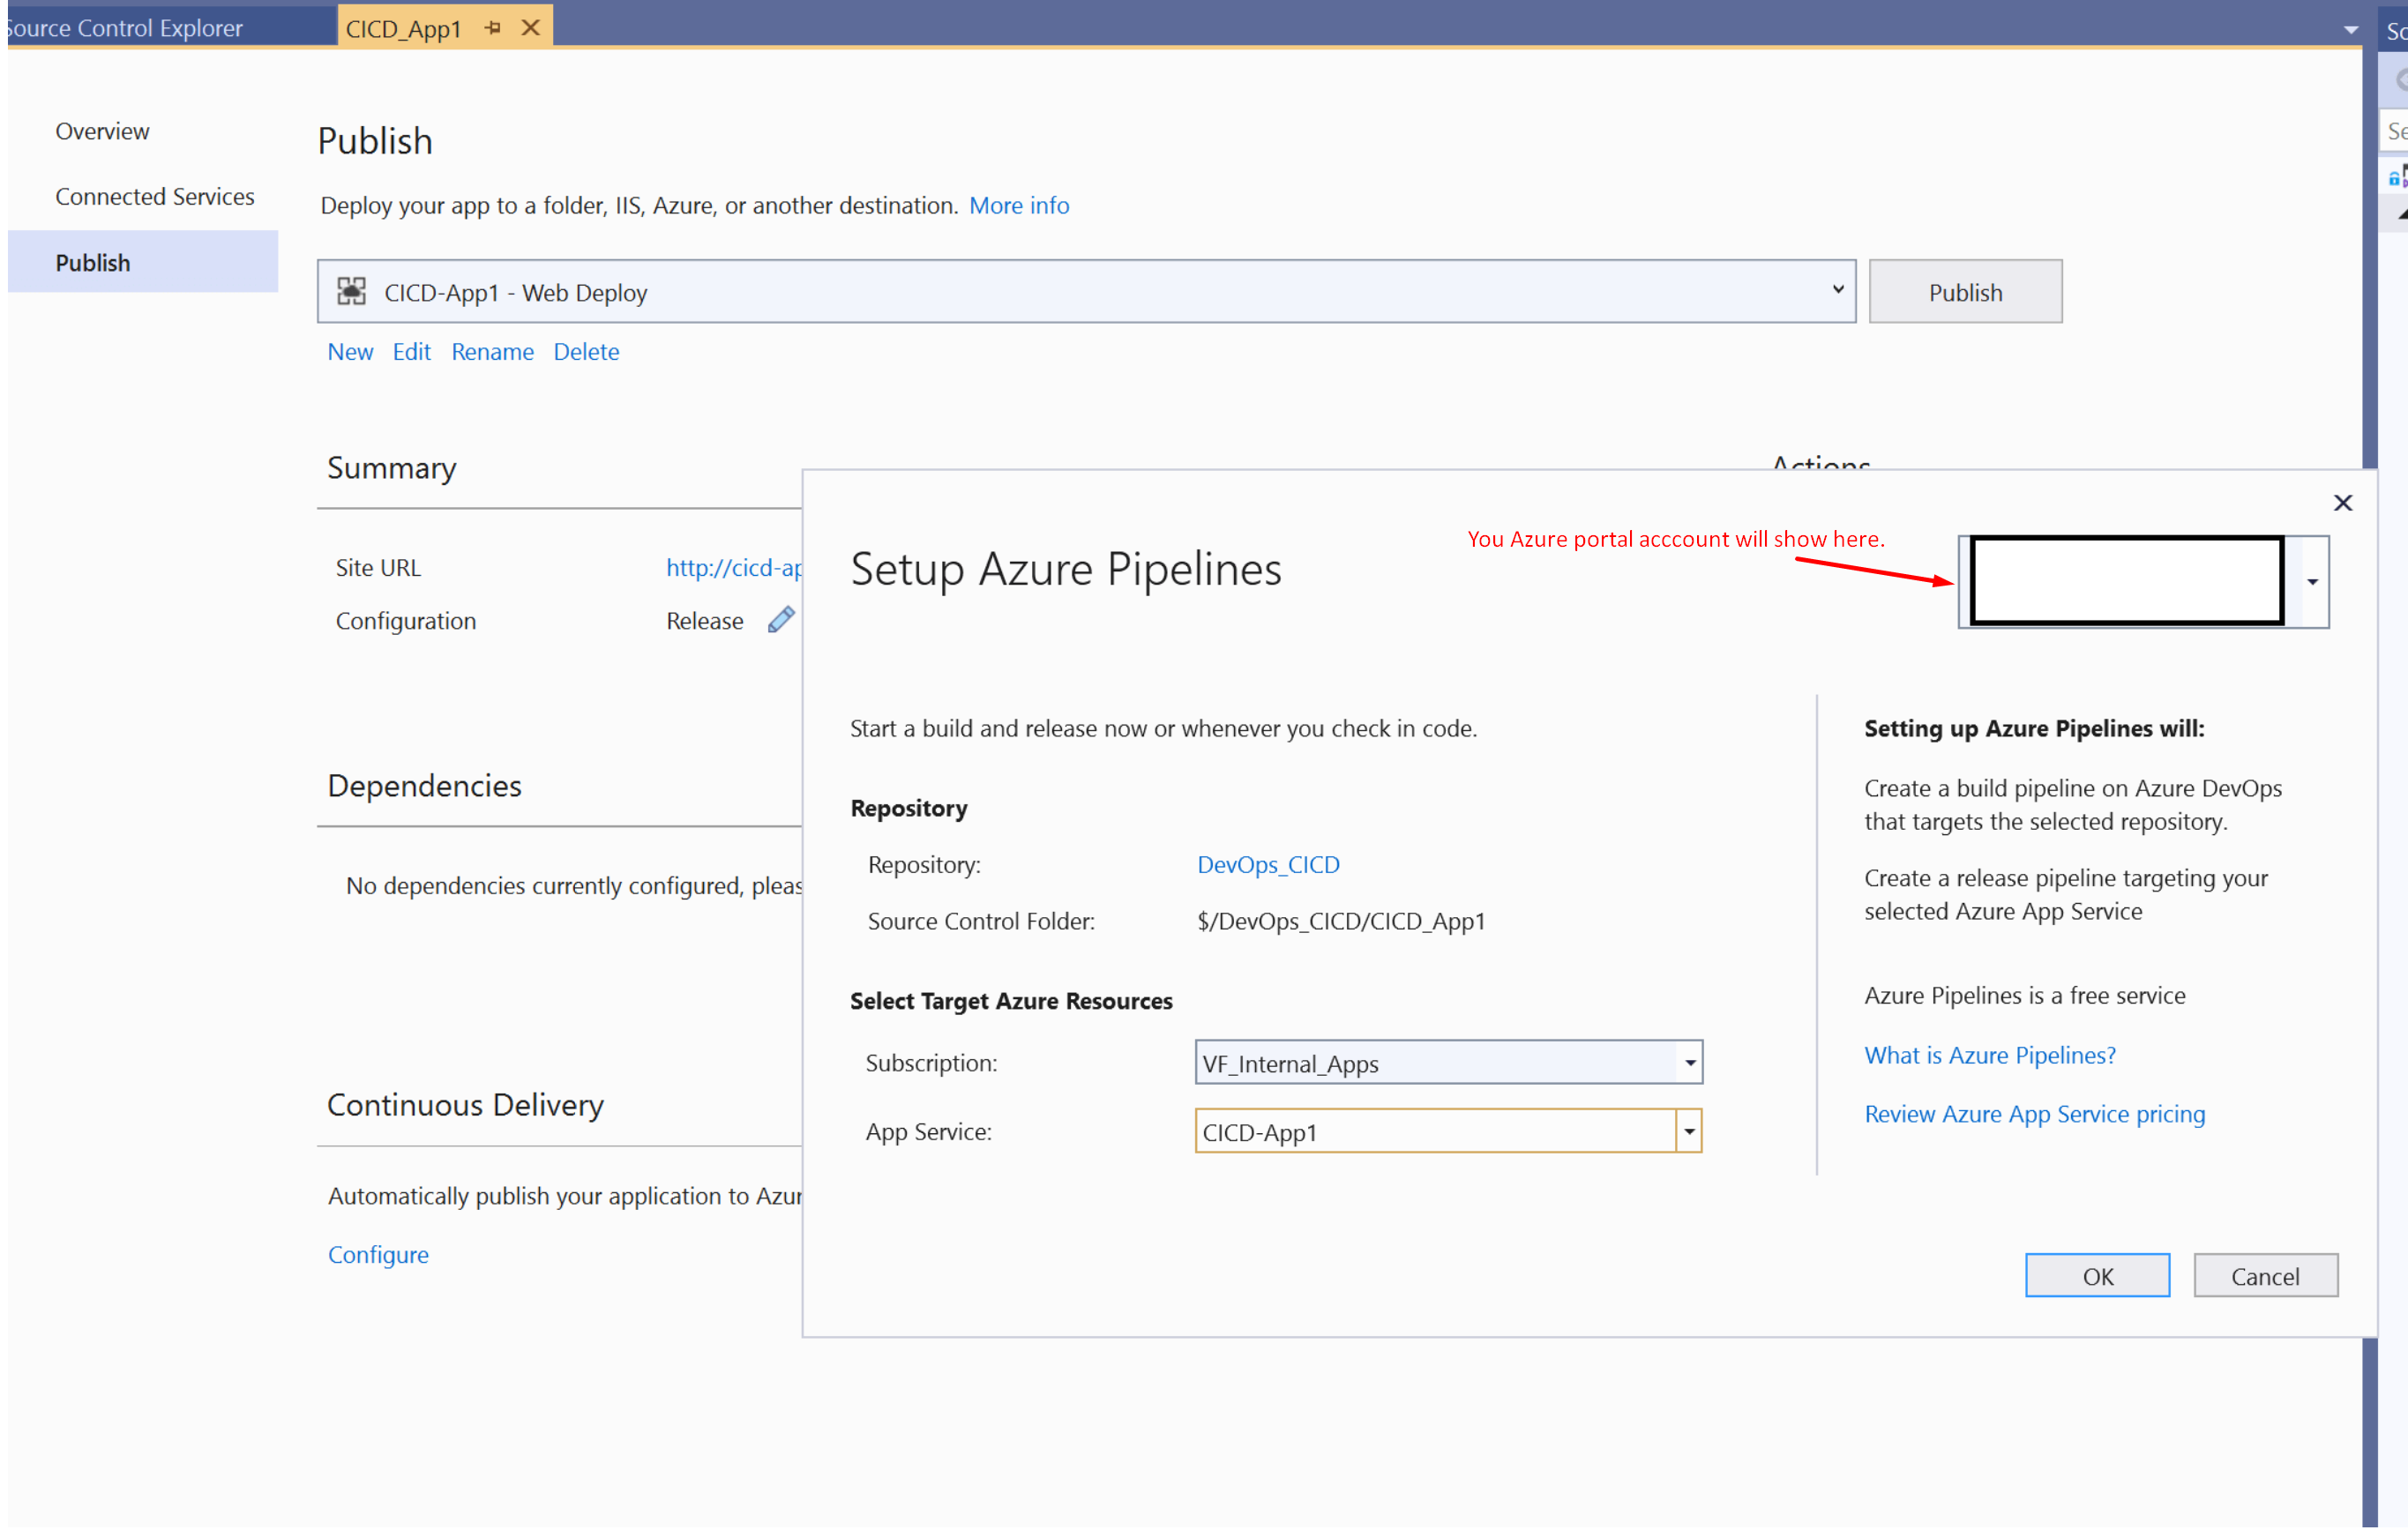 Source Control Explorer
CICD_App1
Overview
Connected Services
Publish
Publish
Deploy your app to a folder, IIS, Azure, or another destination. More info
CICD-App1 - Web Deploy
Publish
New Edit Rename Delete
Summary
Actions
Site URL
http://cicd-ap
Configuration
Release
Dependencies
No dependencies currently configured, pleas
Continuous Delivery
Automatically publish your application to Azur
Configure
You Azure portal acccount will show here.
Setup Azure Pipelines
Start a build and release now or whenever you check in code.
Repository
Repository: DevOps_CICD
Source Control Folder: $/DevOps_CICD/CICD_App1
Select Target Azure Resources
Subscription: VF_Internal_Apps
App Service: CICD-App1
Setting up Azure Pipelines will:
Create a build pipeline on Azure DevOps
that targets the selected repository.
Create a release pipeline targeting your
selected Azure App Service
Azure Pipelines is a free service
What is Azure Pipelines?
Review Azure App Service pricing
OK
Cancel